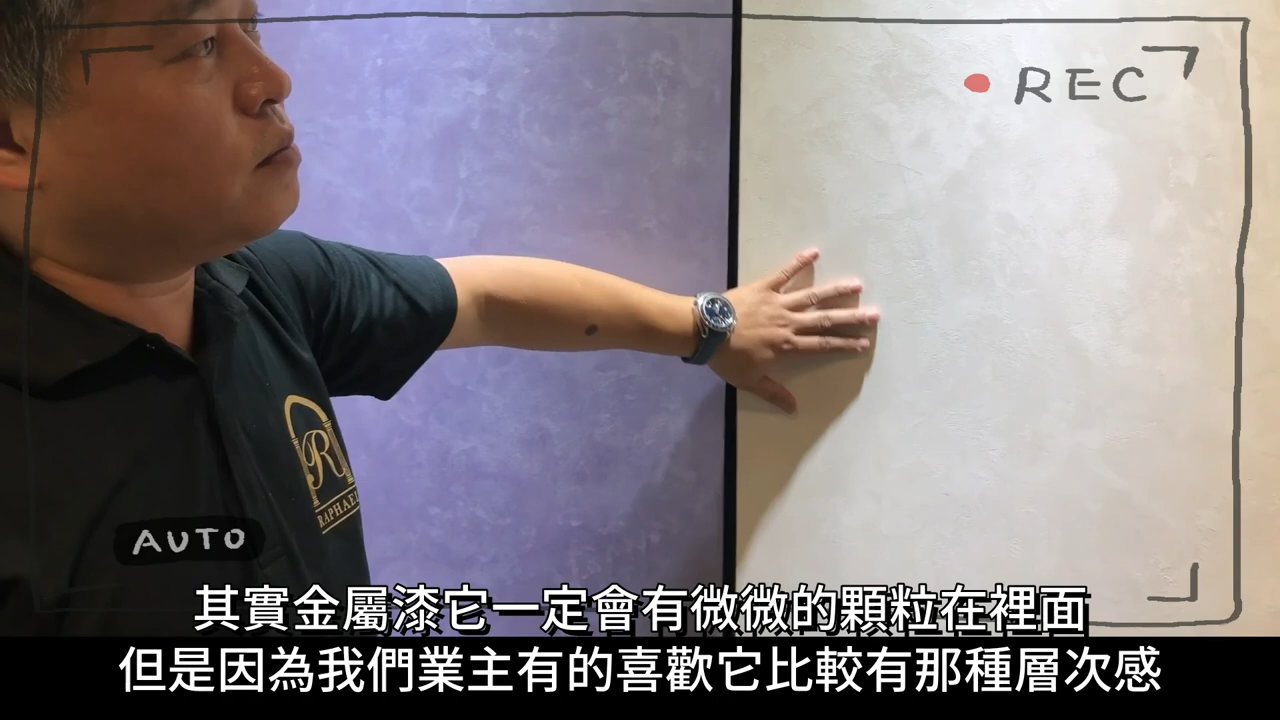 REC
R
RAPHAEL
AUTO
其實金屬漆它一定會有微微的顆粒在裡面
但是因為我們業主有的喜歡它比較有那種層次感